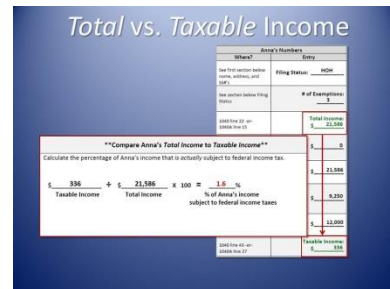 Total vs. Taxable Income
Anna's Numbers
Where?
Entry
See first section below
name, address, and
SSN's
Filing Status: HOH
See section below Filing
Status
# of Exemptions:
3
1040 line 22 -or-
1040A line 15
Total Income:
$ 21,586
$ 0
$ 21,586
$ 9,250
$ 12,000
**Compare Anna's Total Income to Taxable Income**
Calculate the percentage of Anna's income that is actually subject to federal income tax.
$ 336 ÷ $ 21,586 x 100 = 1.6 %
Taxable Income Total Income % of Anna's income
subject to federal income taxes
1040 line 43 -or-
1040A line 27
Taxable Income:
$ 336